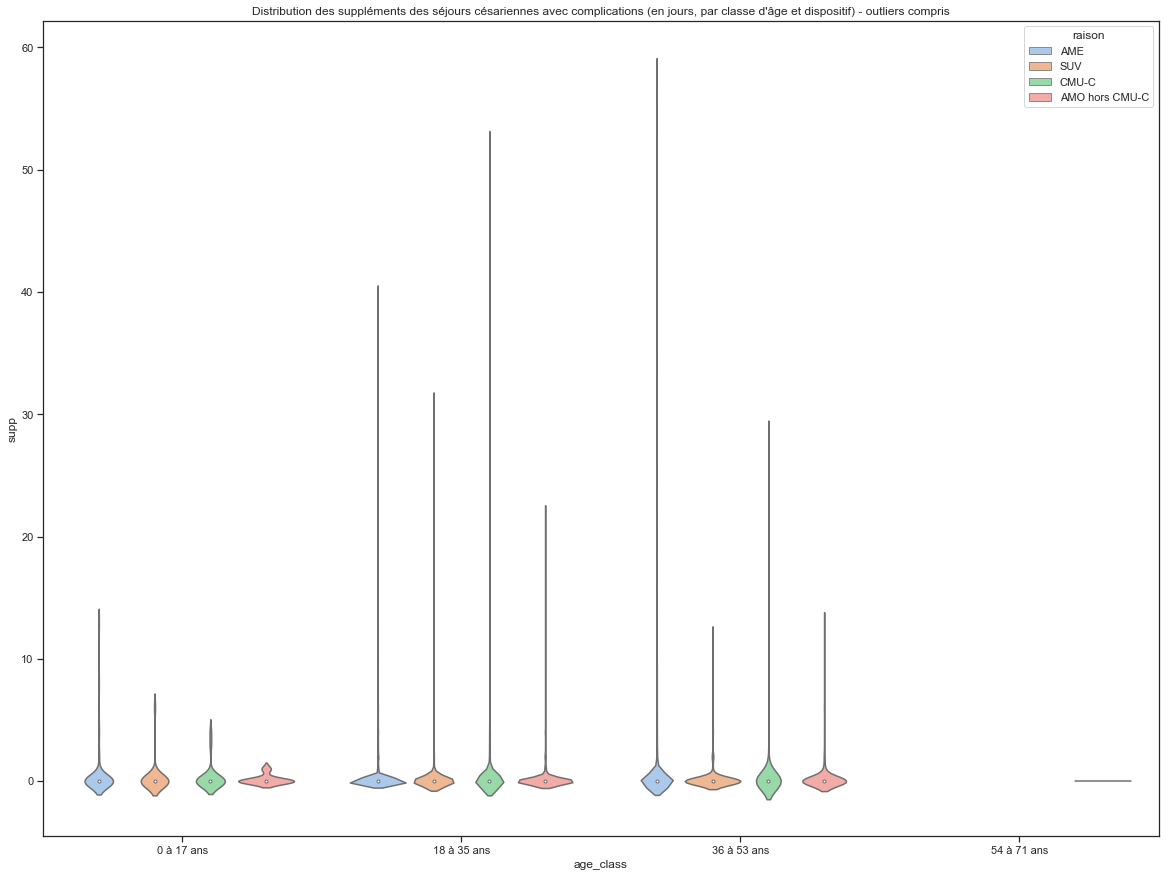 Distribution des suppléments des séjours césariennes avec complications (en jours, par classe d'âge et dispositif) - outliers compris
raison
AME
SUV
CMU-C
AMO hors CMU-C
60
50
40
30
20
10
0
supp
0 à 17 ans
18 à 35 ans
36 à 53 ans
54 à 71 ans
age_class